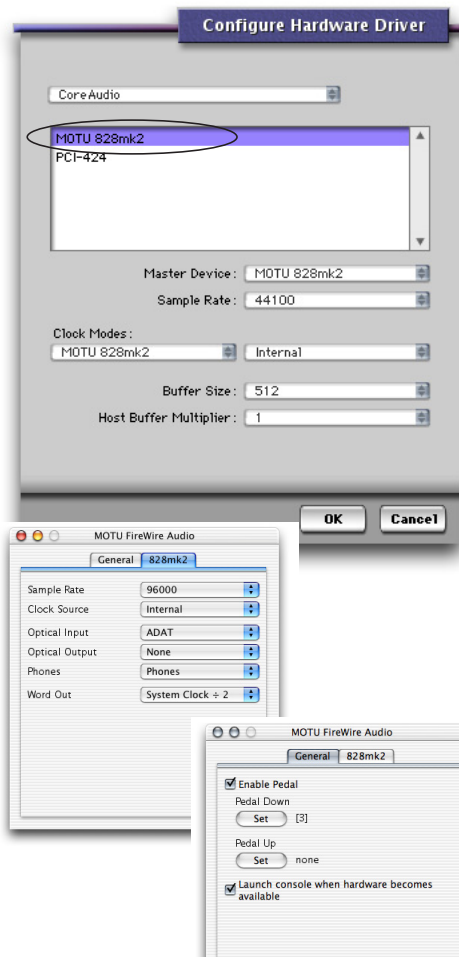 Configure Hardware Driver
CoreAudio
MOTU 828mk2
PCI-424
Master Device: MOTU 828mk2
Sample Rate: 44100
Clock Modes:
MOTU 828mk2 Internal
Buffer Size: 512
Host Buffer Multiplier: 1
OK Cancel
MOTU FireWire Audio
General 828mk2
Sample Rate 96000
Clock Source Internal
Optical Input ADAT
Optical Output None
Phones Phones
Word Out System Clock ÷ 2
MOTU FireWire Audio
General 828mk2
Enable Pedal
Pedal Down
Set [3]
Pedal Up
Set none
Launch console when hardware becomes
available